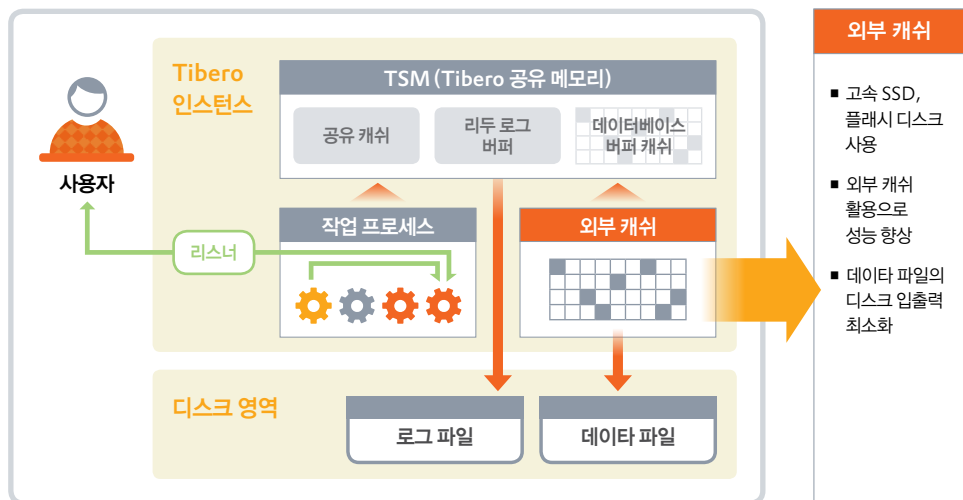 Tibero
인스턴스
TSM (Tibero 공유 메모리)
공유 캐쉬
리두 로그
버퍼
데이터베이스
버퍼 캐쉬
사용자
리스너
작업 프로세스
외부 캐쉬
디스크 영역
로그 파일
데이타 파일
외부 캐쉬
■ 고속 SSD,
플래시 디스크
사용
■ 외부 캐쉬
활용으로
성능 향상
■ 데이타 파일의
디스크 입출력
최소화